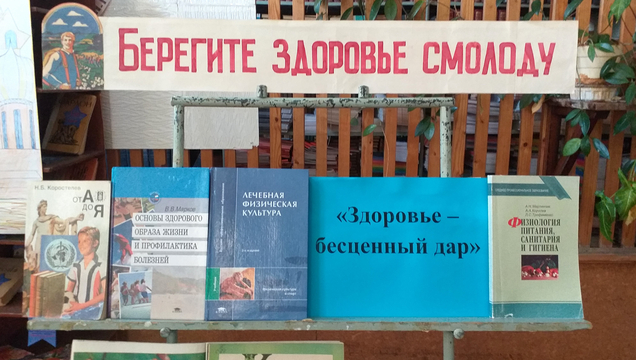 БЕРЕГИТЕ ЗДОРОВЬЕ СМОЛОДУ
Н.Б. Коростелев
от А
до Я
В.В. Марков
ОСНОВЫ ЗДОРОВОГО
ОБРАЗА ЖИЗНИ
И ПРОФИЛАКТИКА
БОЛЕЗНЕЙ
ЛЕЧЕБНАЯ
ФИЗИЧЕСКАЯ
КУЛЬТУРА
«Здоровье –
бесценный дар»
ФИЗИОЛОГИЯ
ПИТАНИЯ,
САНИТАРИЯ
И ГИГИЕНА